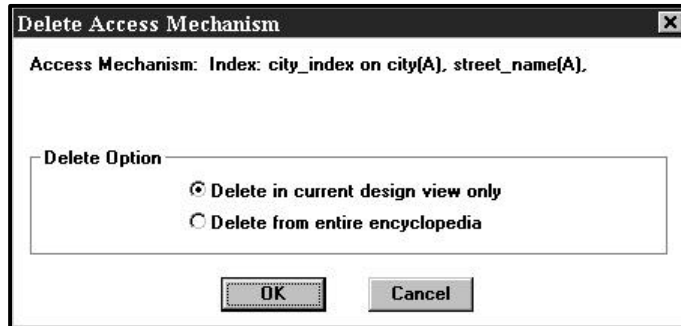 Delete Access Mechanism
Access Mechanism: Index: city_index on city(A), street_name(A),
Delete Option
Delete in current design view only
Delete from entire encyclopedia
OK
Cancel